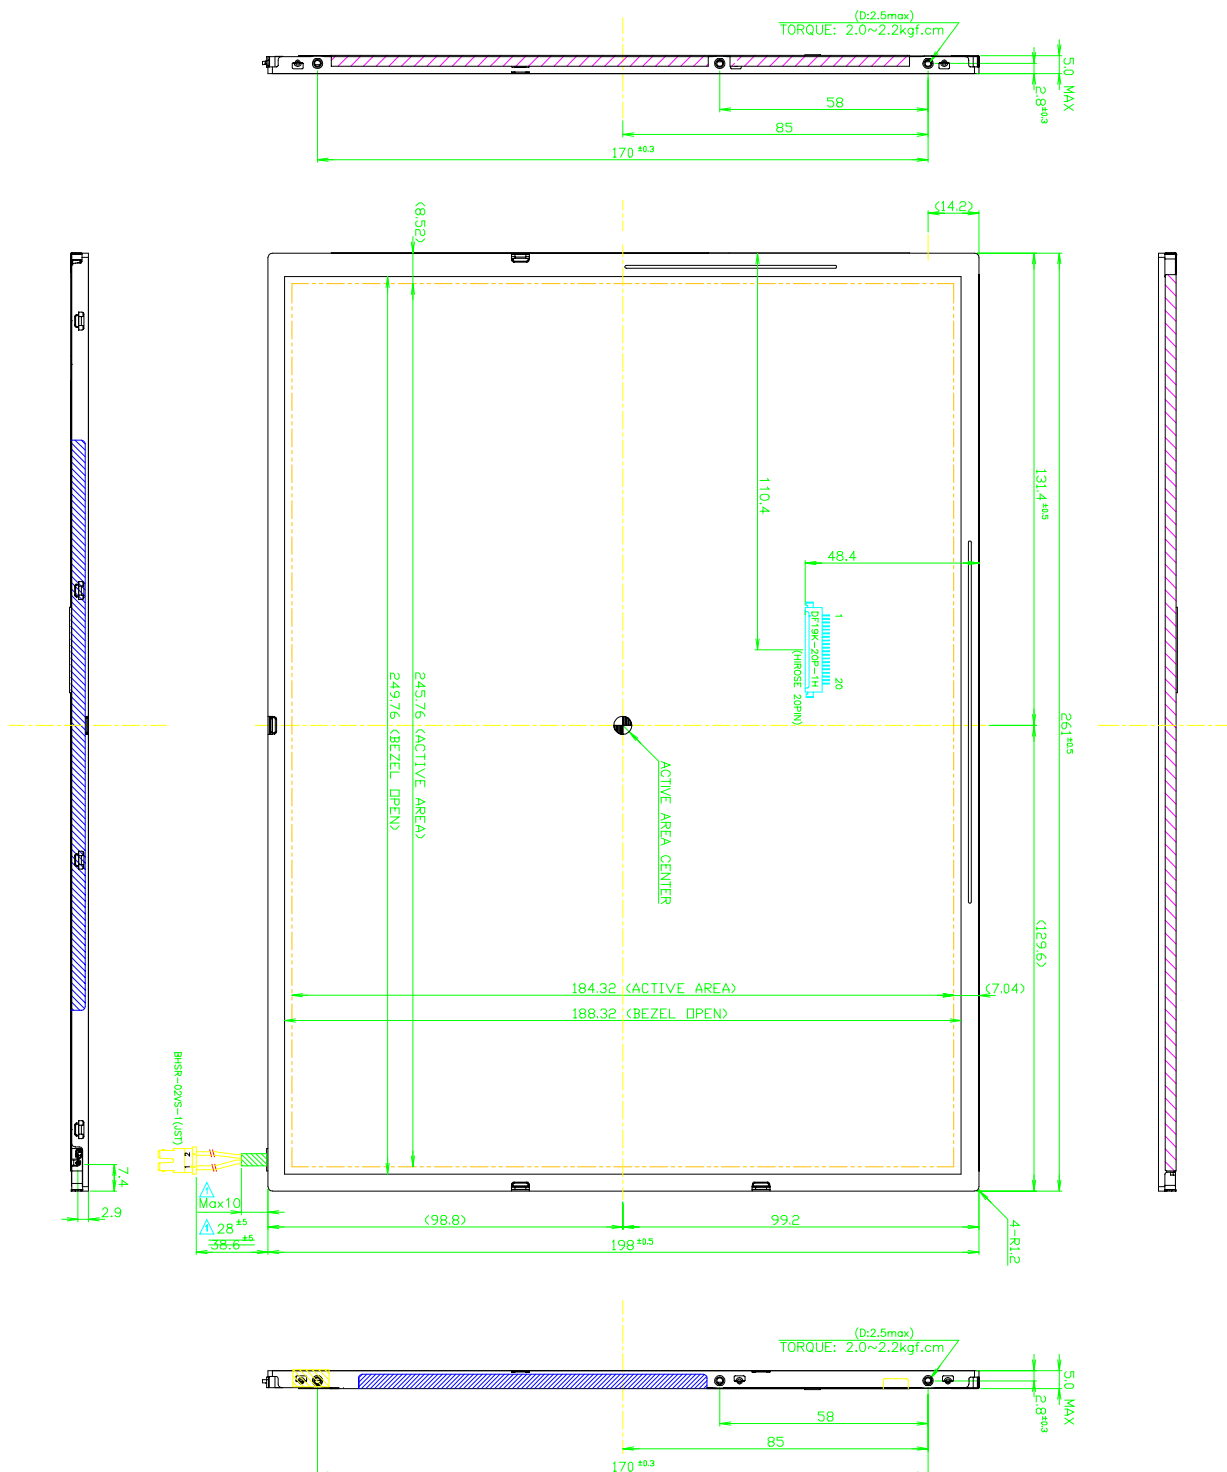 (D:2.5max)
TORQUE: 2.0~2.2kgf.cm
5.0 MAX
2.8±0.3
58
85
170 ±0.3
(14.2)
(8.52)
131.4 ±0.5
110.4
48.4
1
DF19K-20P-1H
20
(HIROSE 20PIN)
261 ±0.5
245.76 (ACTIVE AREA)
249.76 (BEZEL OPEN)
ACTIVE AREA CENTER
(129.6)
184.32 (ACTIVE AREA)
(7.04)
188.32 (BEZEL OPEN)
BHSR-02VS-1(JST)
1 2
7.4
2.9
1
Max10
1
28 ±5
38.6 ±5
(98.8)
99.2
198 ±0.5
4-R1.2
(D:2.5max)
TORQUE: 2.0~2.2kgf.cm
5.0 MAX
2.8±0.3
58
85
170 ±0.3